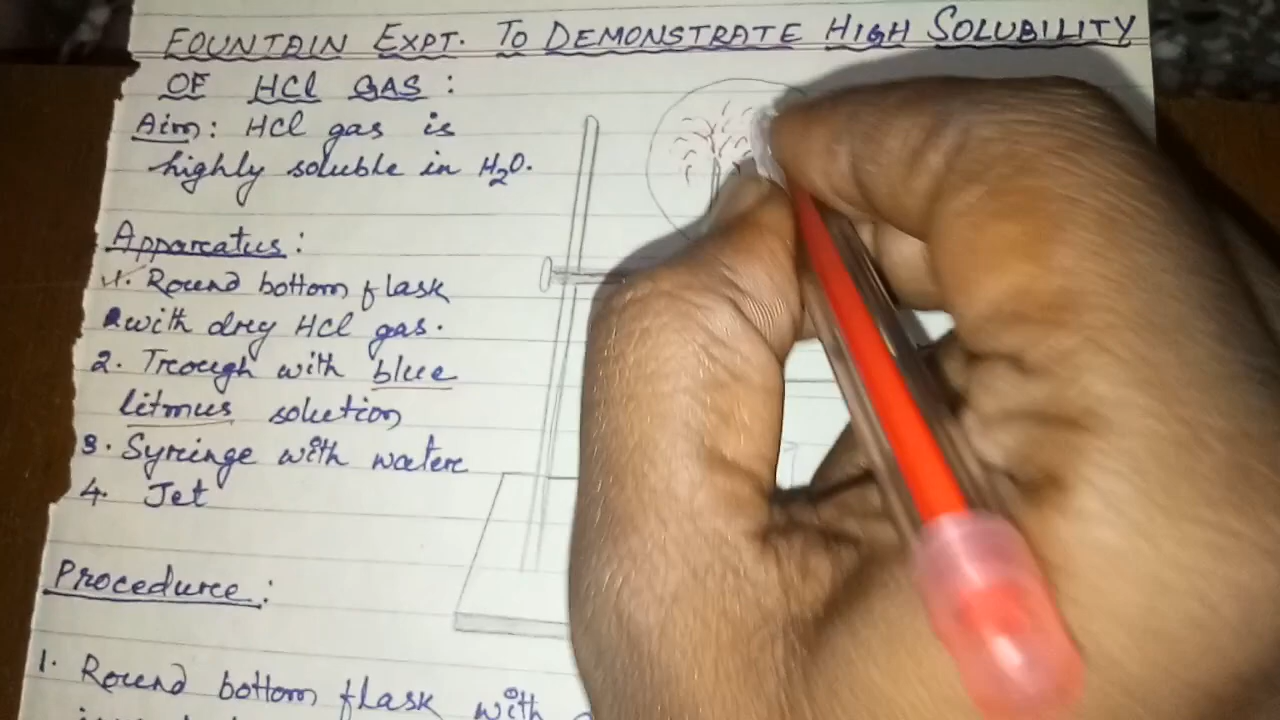 FOUNTAIN EXPT. TO DEMONSTRATE HIGH SOLUBILITY
OF HCl GAS:
Aim: HCl gas is
highly soluble in H2O.
Apparatus:
1. Round bottom flask
with dry HCl gas.
2. Trough with blue
litmus solution
3. Syringe with water
4. Jet
Procedure:
1. Round bottom flask with